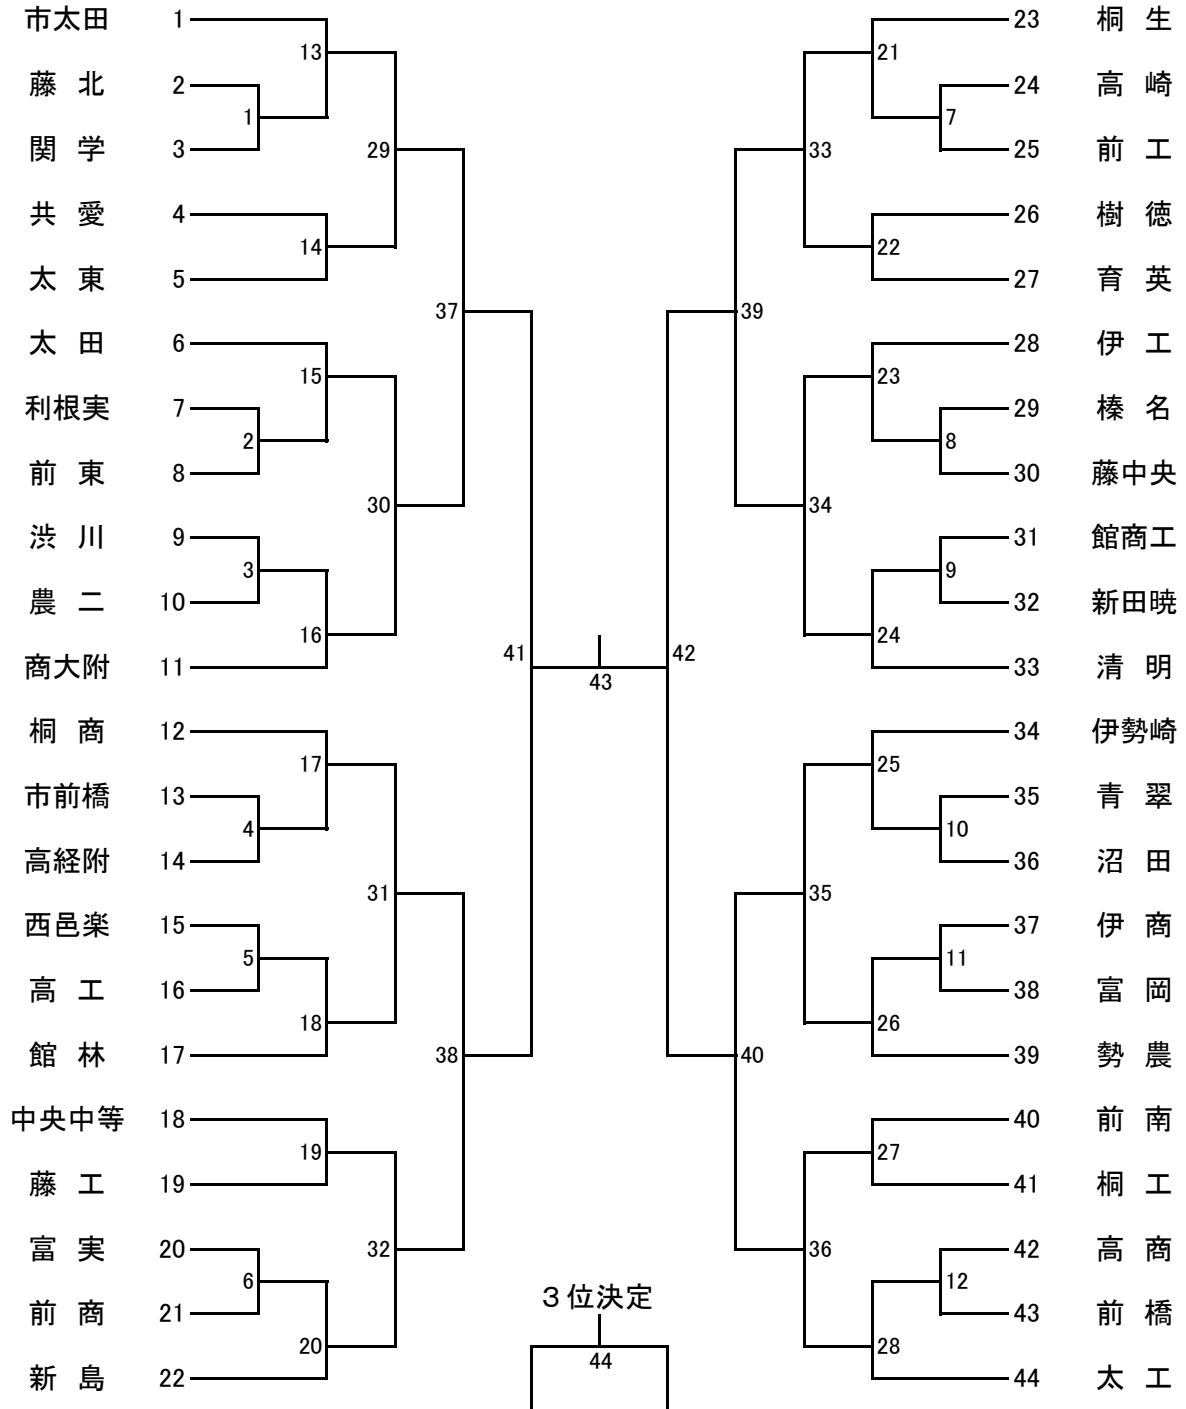 市太田 1 23 桐 生
13 21
藤 北 2 24 高 崎
1 7
関 学 3 29 33 25 前 工
共 愛 4 26 樹 徳
14 22
太 東 5 27 育 英
37 39
太 田 6 28 伊 工
15 23
利根実 7 29 榛 名
2 8
前 東 8 30 藤中央
30 34
渋 川 9 31 館商工
3 9
農 二 10 32 新田暁
16 24
41 42
商大附 11 33 清 明
43
桐 商 12 34 伊勢崎
17 25
市前橋 13 35 青 翠
4 10
高経附 14 36 沼 田
31 35
西邑楽 15 37 伊 商
5 11
高 工 16 38 富 岡
18 26
館 林 17 38 40 39 勢 農
中央中等 18 40 前 南
19 27
藤 工 19 41 桐 工
富 実 20 32 36 42 高 商
6 12
３位決定
前 商 21 43 前 橋
20 28
44
新 島 22 44 太 工